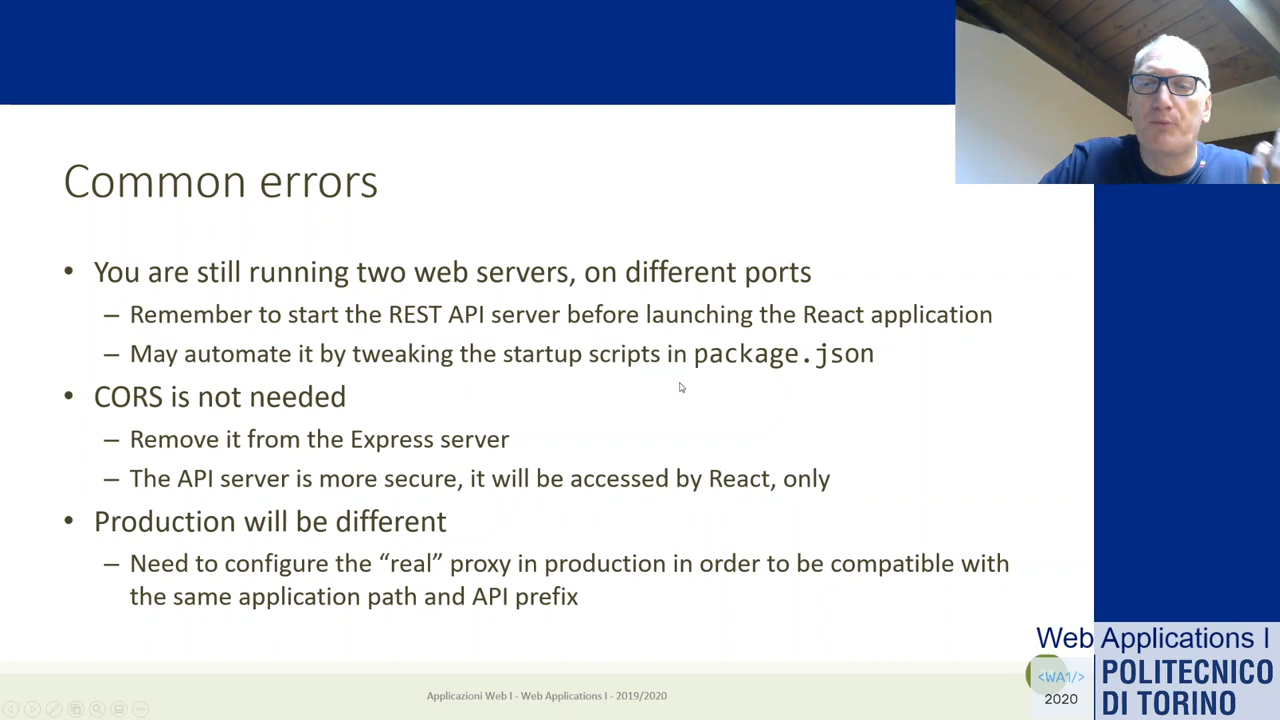 Common errors
• You are still running two web servers, on different ports
– Remember to start the REST API server before launching the React application
– May automate it by tweaking the startup scripts in package.json
• CORS is not needed
– Remove it from the Express server
– The API server is more secure, it will be accessed by React, only
• Production will be different
– Need to configure the “real” proxy in production in order to be compatible with
the same application path and API prefix
Applicazioni Web I - Web Applications I - 2019/2020
Web Applications I
<WA1/>
2020
POLITECNICO
DI TORINO